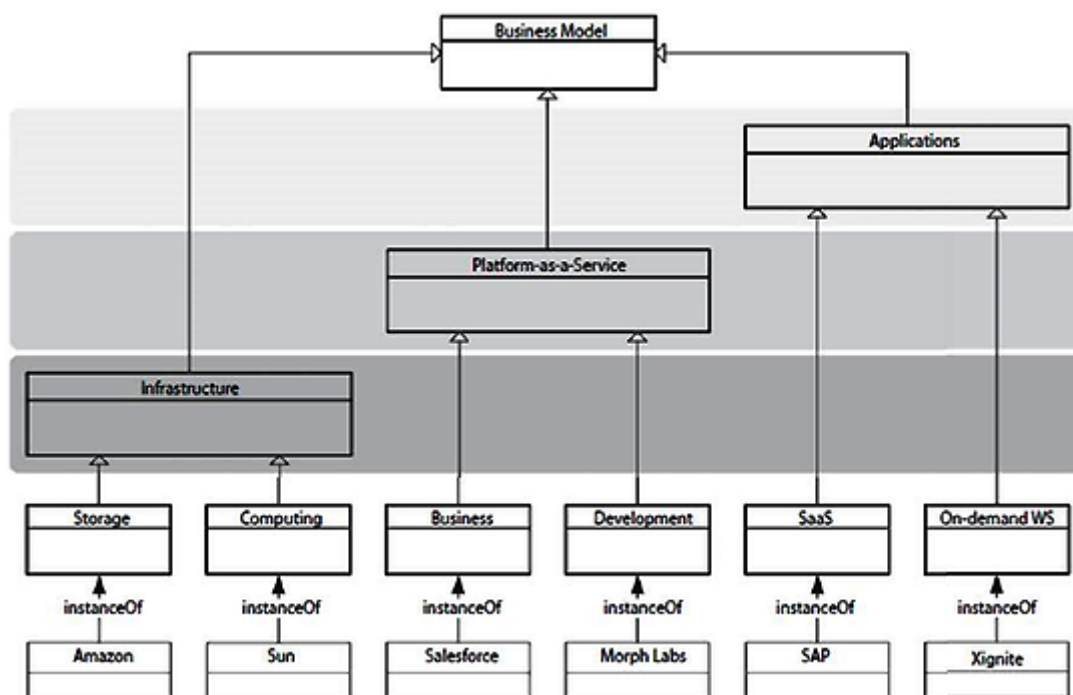 Business Model
Applications
Platform-as-a-Service
Infrastructure
Storage
Computing
Business
Development
SaaS
On-demand WS
instanceOf
instanceOf
instanceOf
instanceOf
instanceOf
instanceOf
Amazon
Sun
Salesforce
Morph Labs
SAP
Xignite